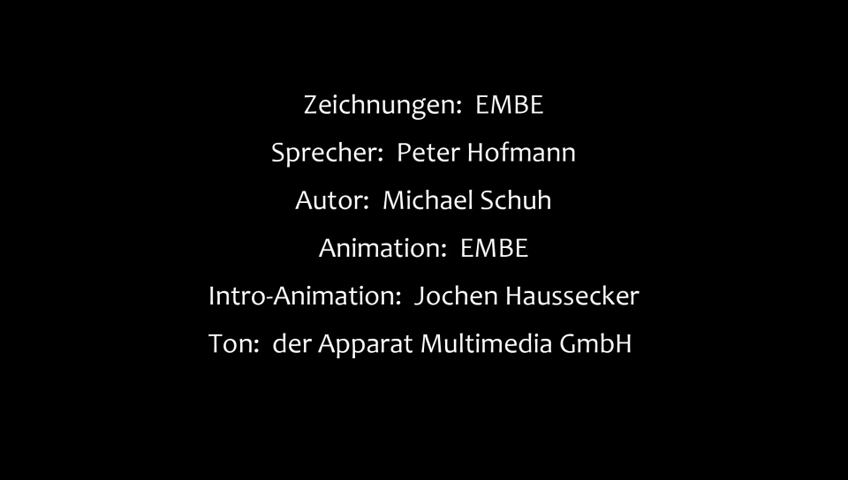 Zeichnungen: EMBE
Sprecher: Peter Hofmann
Autor: Michael Schuh
Animation: EMBE
Intro-Animation: Jochen Haussecker
Ton: der Apparat Multimedia GmbH